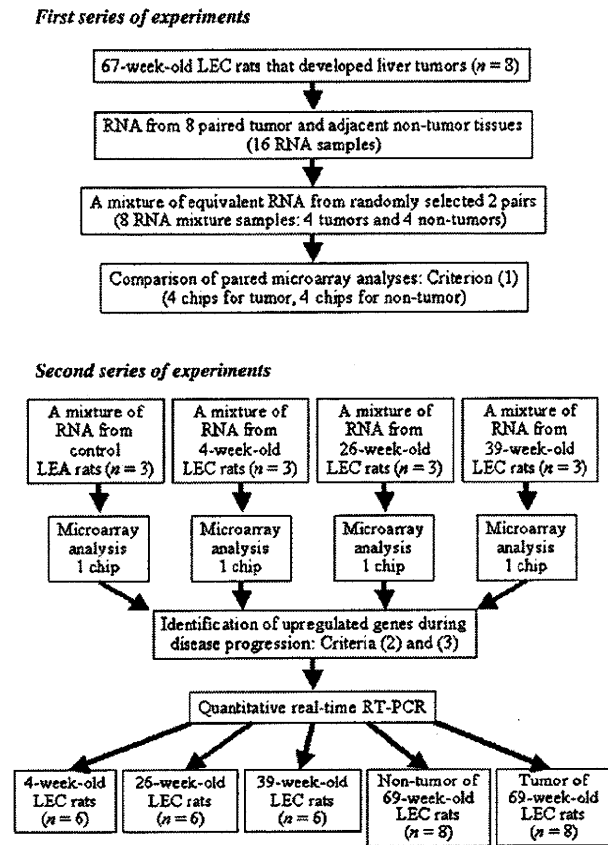 First series of experiments
67-week-old LEC rats that developed liver tumors (n = 8)
RNA from 8 paired tumor and adjacent non-tumor tissues
(16 RNA samples)
A mixture of equivalent RNA from randomly selected 2 pairs
(8 RNA mixture samples: 4 tumors and 4 non-tumors)
Comparison of paired microarray analyses: Criterion (1)
(4 chips for tumor, 4 chips for non-tumor)
Second series of experiments
A mixture of
RNA from
control
LEA rats (n = 3)
A mixture of
RNA from
4-week-old
LEC rats (n = 3)
A mixture of
RNA from
26-week-old
LEC rats (n = 3)
A mixture of
RNA from
39-week-old
LEC rats (n = 3)
Microarray
analysis
1 chip
Microarray
analysis
1 chip
Microarray
analysis
1 chip
Microarray
analysis
1 chip
Identification of upregulated genes during
disease progression: Criteria (2) and (3)
Quantitative real-time RT-PCR
4-week-old
LEC rats
(n = 6)
26-week-old
LEC rats
(n = 6)
39-week-old
LEC rats
(n = 6)
Non-tumor of
69-week-old
LEC rats
(n = 8)
Tumor of
69-week-old
LEC rats
(n = 8)